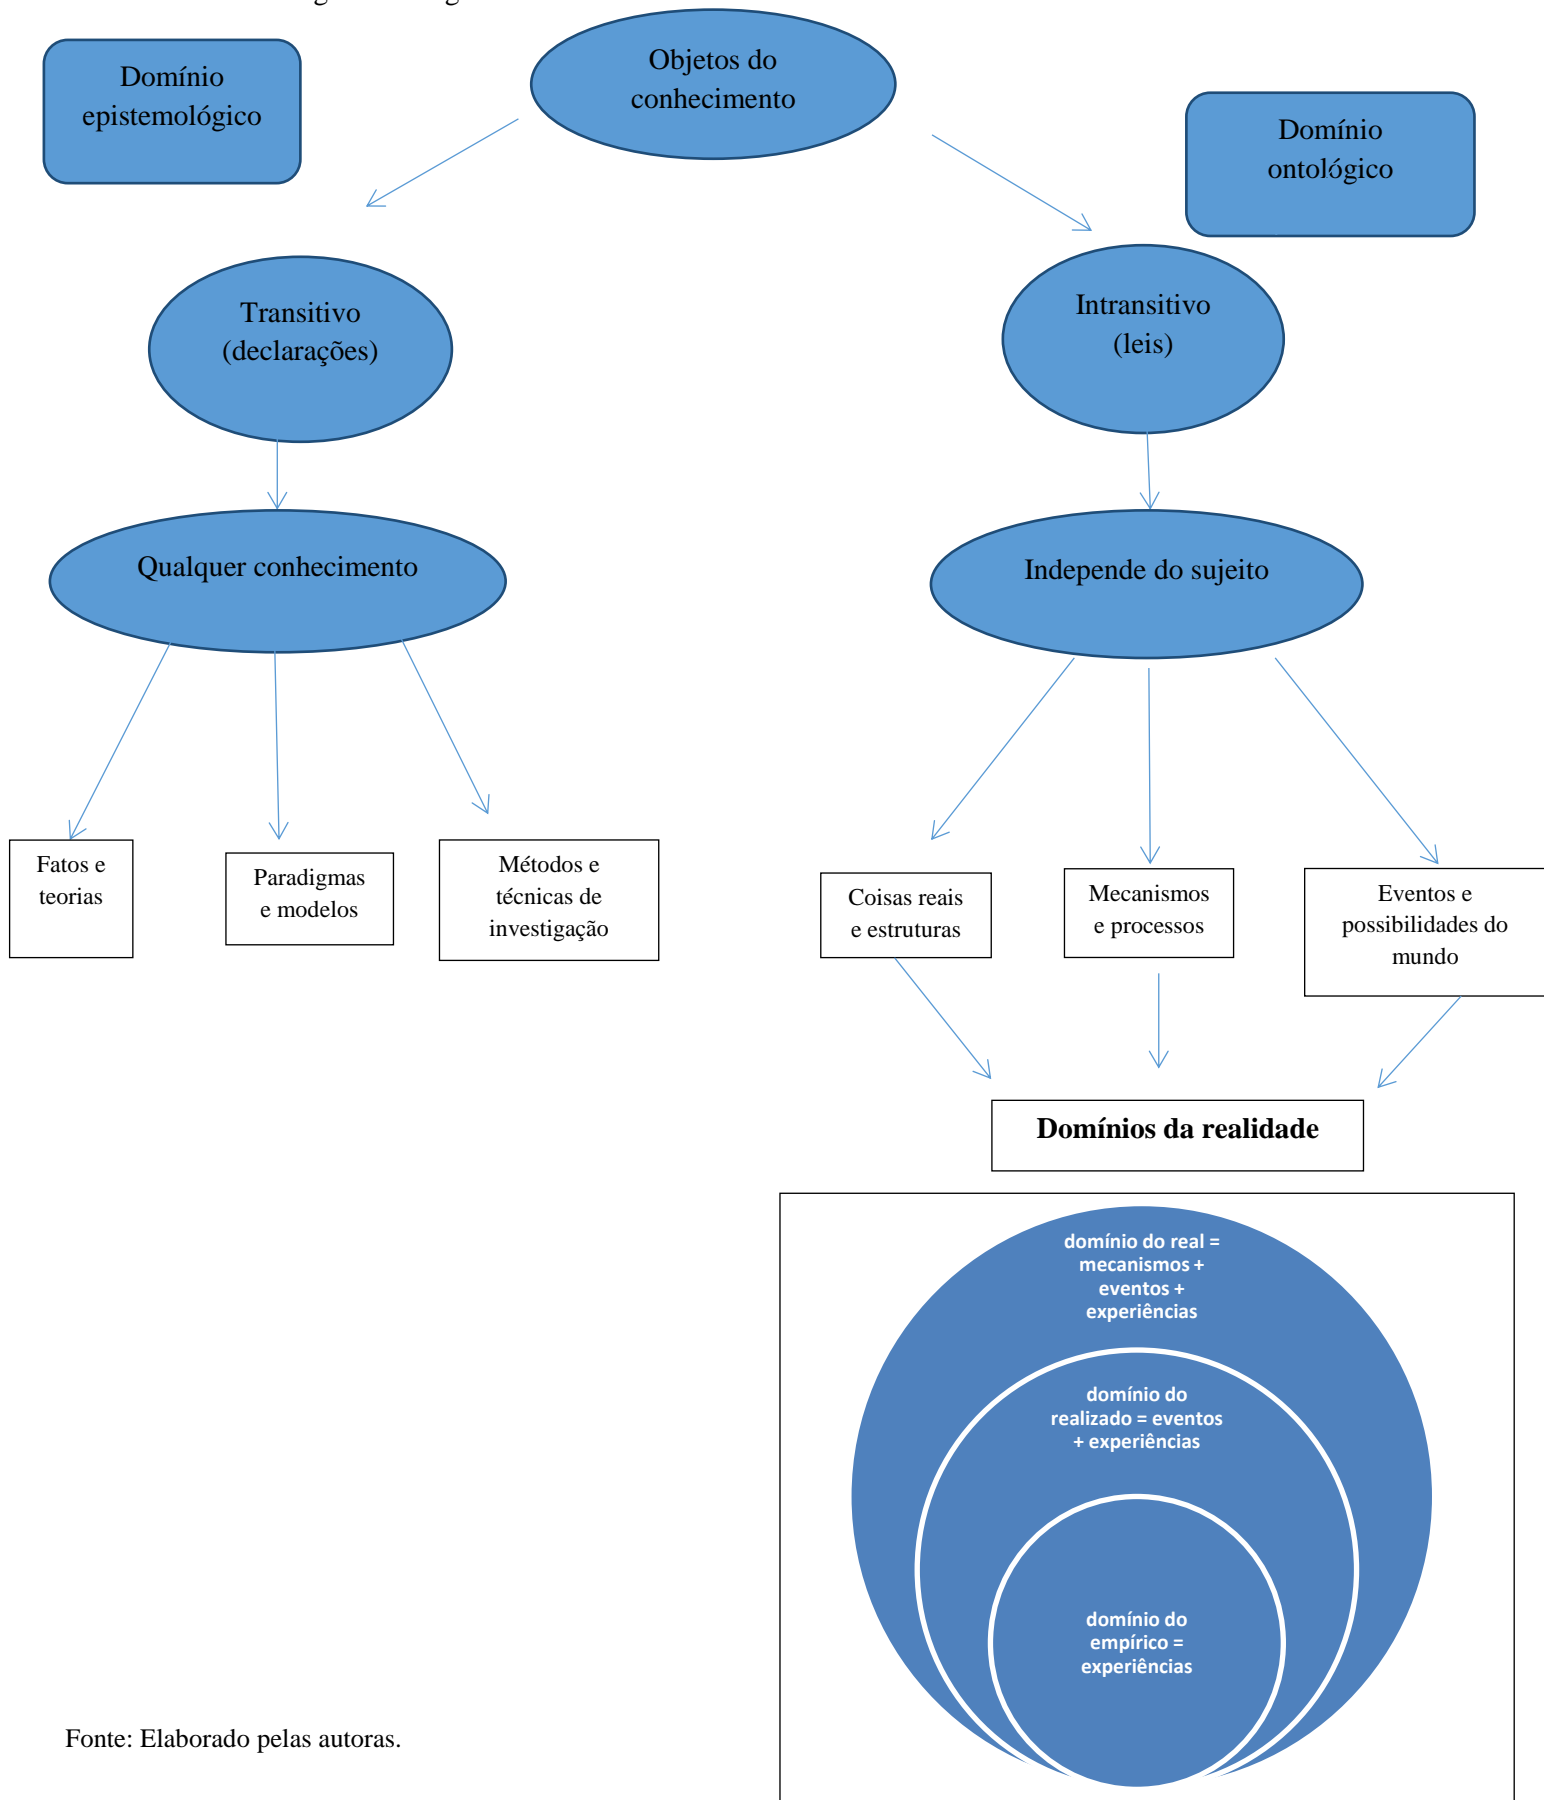 Domínio
epistemológico
Objetos do
conhecimento
Domínio
ontológico
Transitivo
(declarações)
Intransitivo
(leis)
Qualquer conhecimento
Independe do sujeito
Fatos e
teorias
Paradigmas
e modelos
Métodos e
técnicas de
investigação
Coisas reais
e estruturas
Mecanismos
e processos
Eventos e
possibilidades do
mundo
Domínios da realidade
domínio do real =
mecanismos +
eventos +
experiências
domínio do
realizado = eventos
+ experiências
domínio do
empírico =
experiências
Fonte: Elaborado pelas autoras.